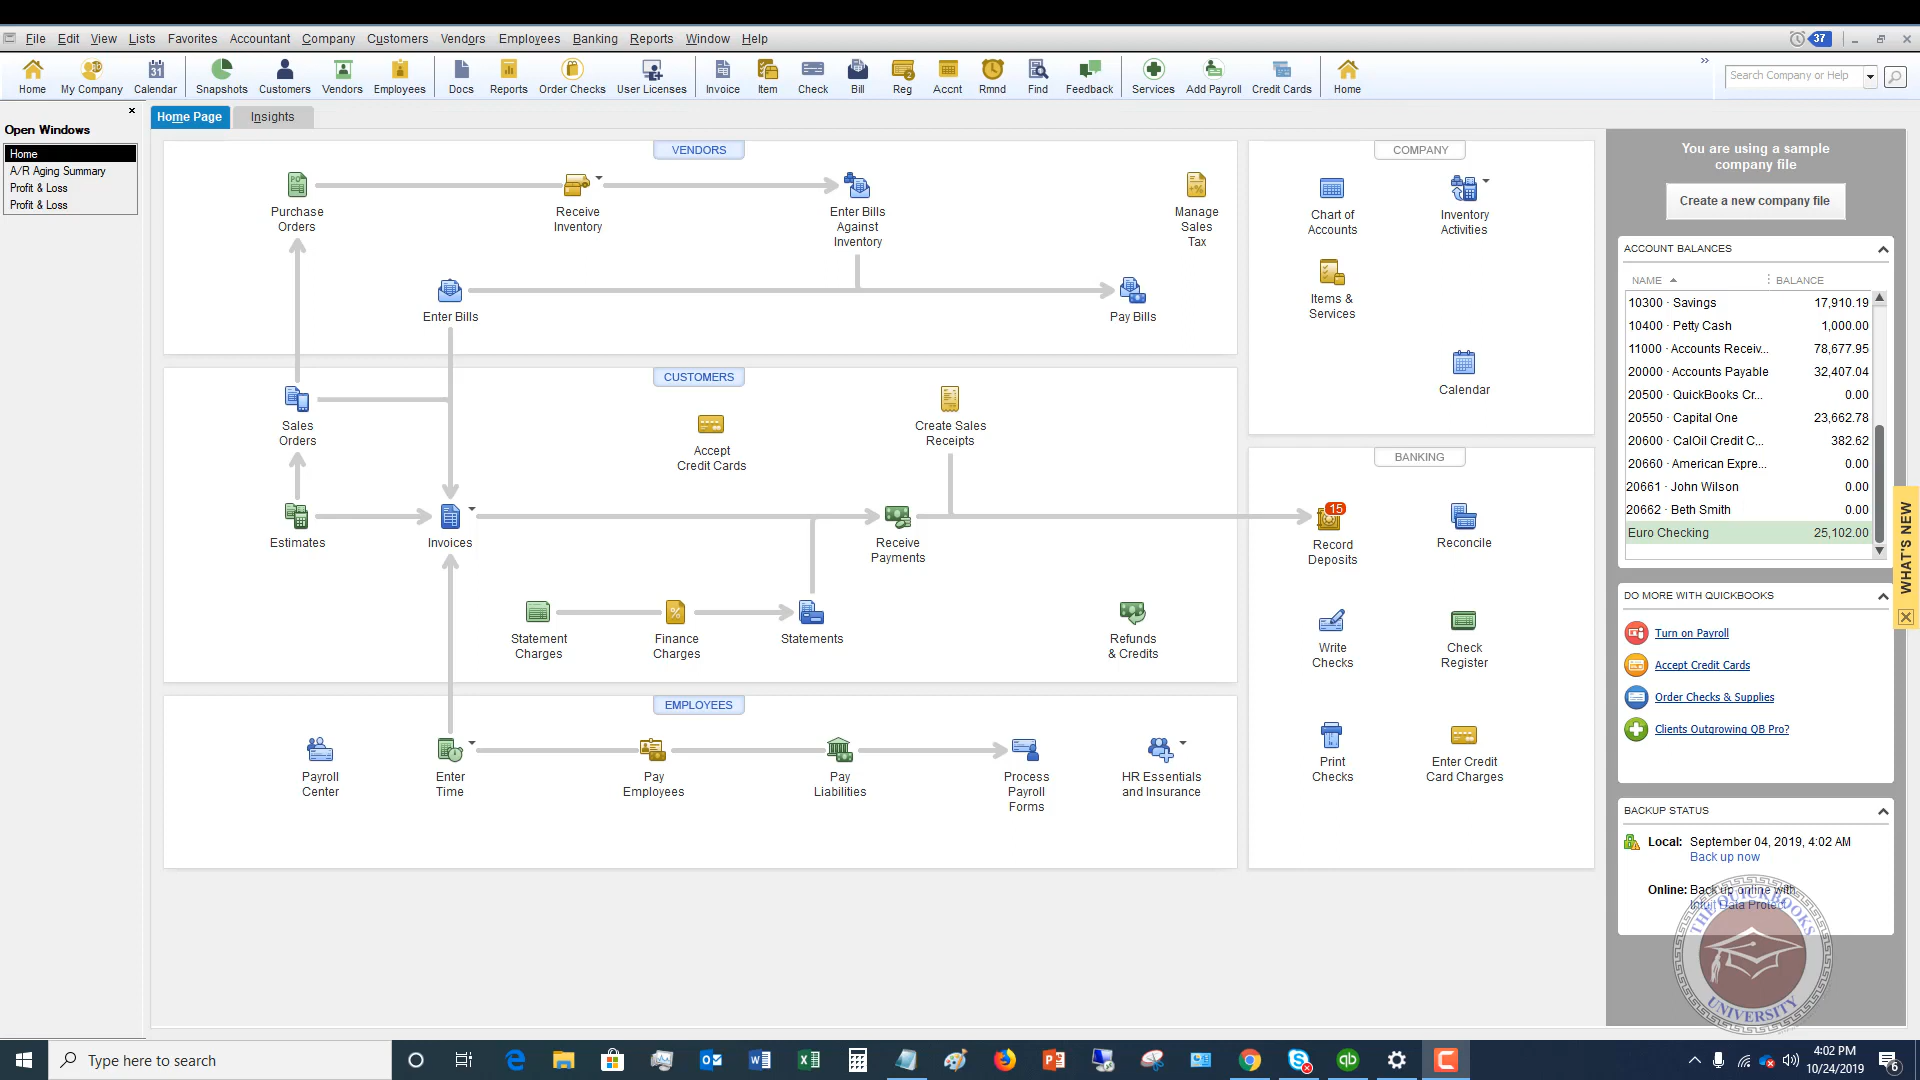 File Edit View Lists Favorites Accountant Company Customers Vendors Employees Banking Reports Window Help
37
Home My Company Calendar Snapshots Customers Vendors Employees Docs Reports Order Checks User Licenses Invoice Item Check Bill Reg Accnt Rmnd Find Feedback Services Add Payroll Credit Cards Home
Search Company or Help
Home Page
Insights
Open Windows
Home
A/R Aging Summary
Profit & Loss
Profit & Loss
VENDORS
Purchase
Orders
Receive
Inventory
Enter Bills
Against
Inventory
Manage
Sales
Tax
Enter Bills
Pay Bills
CUSTOMERS
Sales
Orders
Accept
Credit Cards
Create Sales
Receipts
Estimates
Invoices
Receive
Payments
Statement
Charges
Finance
Charges
Statements
Refunds
& Credits
EMPLOYEES
Payroll
Center
Enter
Time
Pay
Employees
Pay
Liabilities
Process
Payroll
Forms
HR Essentials
and Insurance
COMPANY
Chart of
Accounts
Inventory
Activities
Items &
Services
Calendar
BANKING
15
Record
Deposits
Reconcile
Write
Checks
Check
Register
Print
Checks
Enter Credit
Card Charges
You are using a sample
company file
Create a new company file
ACCOUNT BALANCES
NAME BALANCE
10300 · Savings 17,910.19
10400 · Petty Cash 1,000.00
11000 · Accounts Receiv... 78,677.95
20000 · Accounts Payable 32,407.04
20500 · QuickBooks Cr... 0.00
20550 · Capital One 23,662.78
20600 · CalOil Credit C... 382.62
20660 · American Expre... 0.00
20661 · John Wilson 0.00
20662 · Beth Smith 0.00
Euro Checking 25,102.00
WHAT'S NEW
DO MORE WITH QUICKBOOKS
Turn on Payroll
Accept Credit Cards
Order Checks & Supplies
Clients Outgrowing QB Pro?
BACKUP STATUS
Local: September 04, 2019, 4:02 AM
Back up now
Online: Back up online with
Intuit Data Protect
THE QUICKBOOKS
UNIVERSITY
Type here to search
4:02 PM
10/24/2019
6